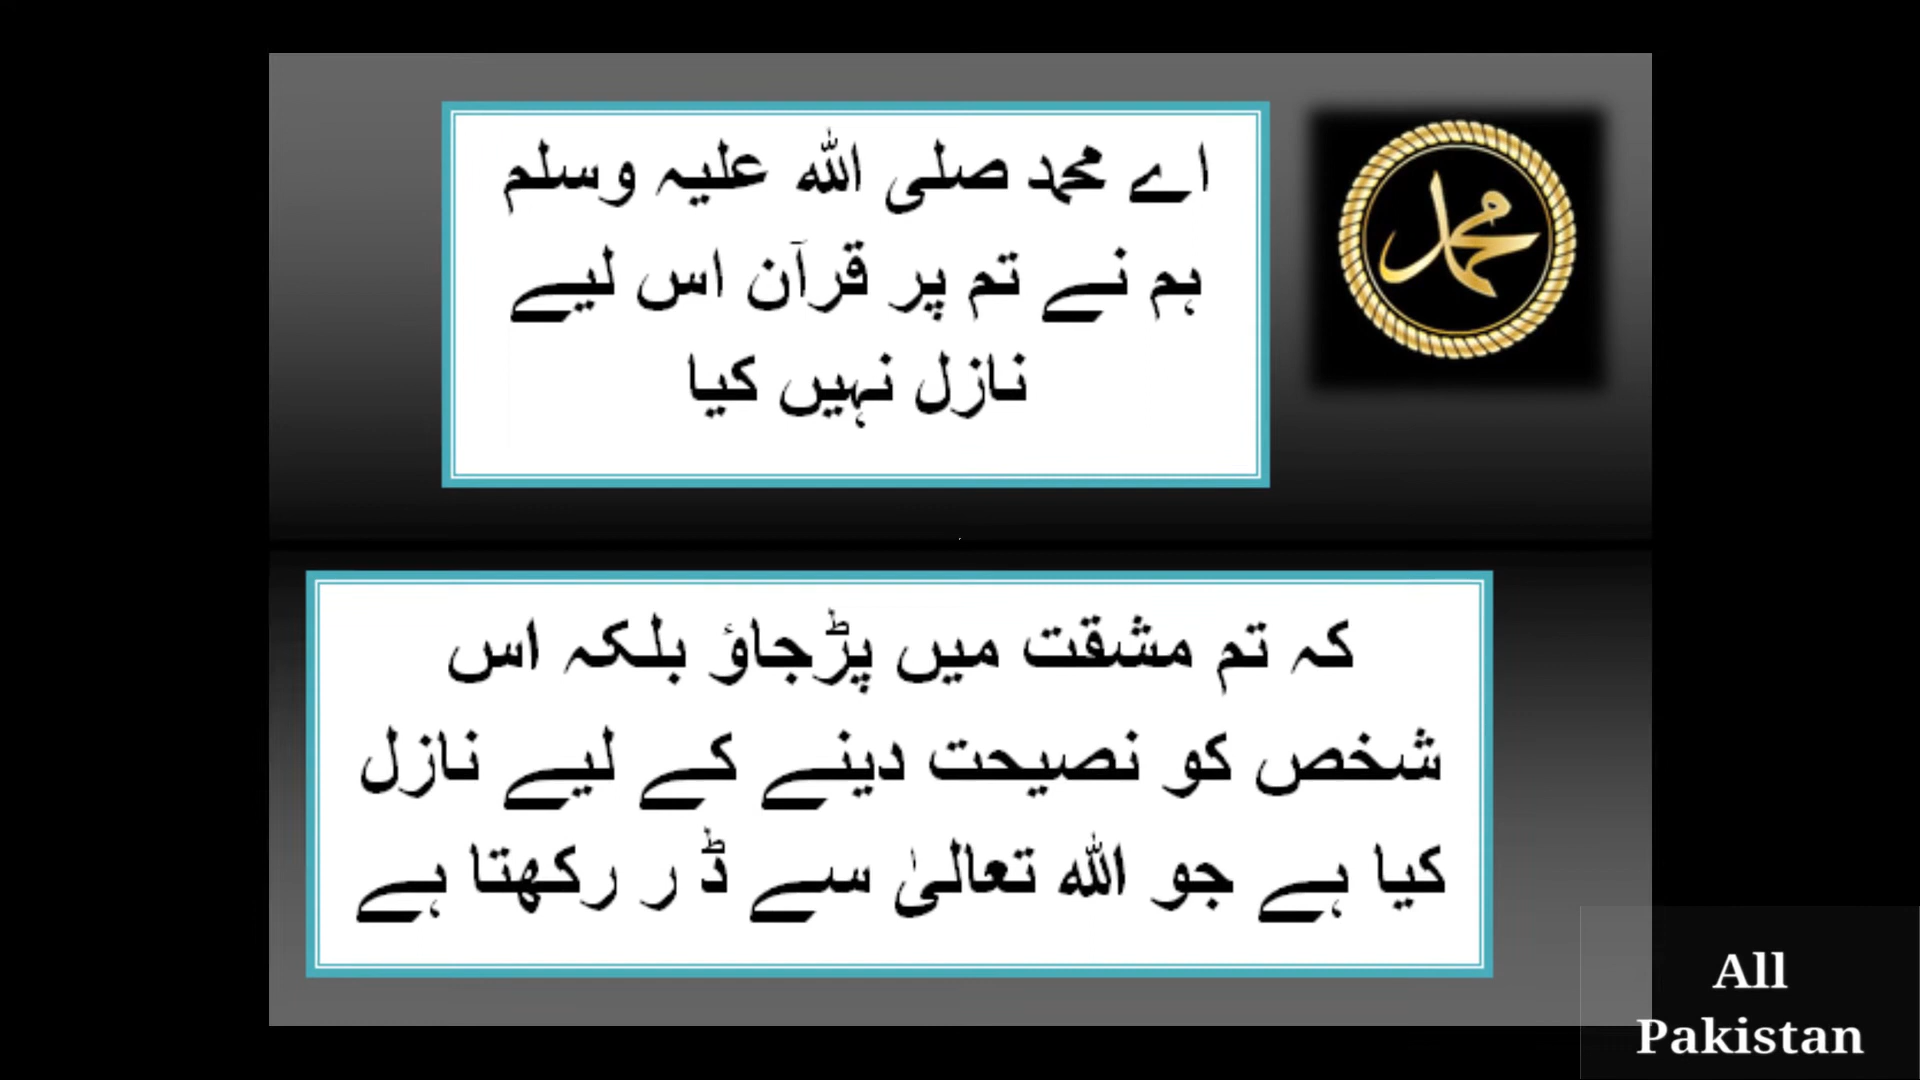 اے محمد صلی اللہ علیہ وسلم
ہم نے تم پر قرآن اس لیے
نازل نہیں کیا
محمد
کہ تم مشقت میں پڑجاؤ بلکہ اس
شخص کو نصیحت دینے کے لیے نازل
کیا ہے جو اللہ تعالیٰ سے ڈ ر رکھتا ہے
All
Pakistan